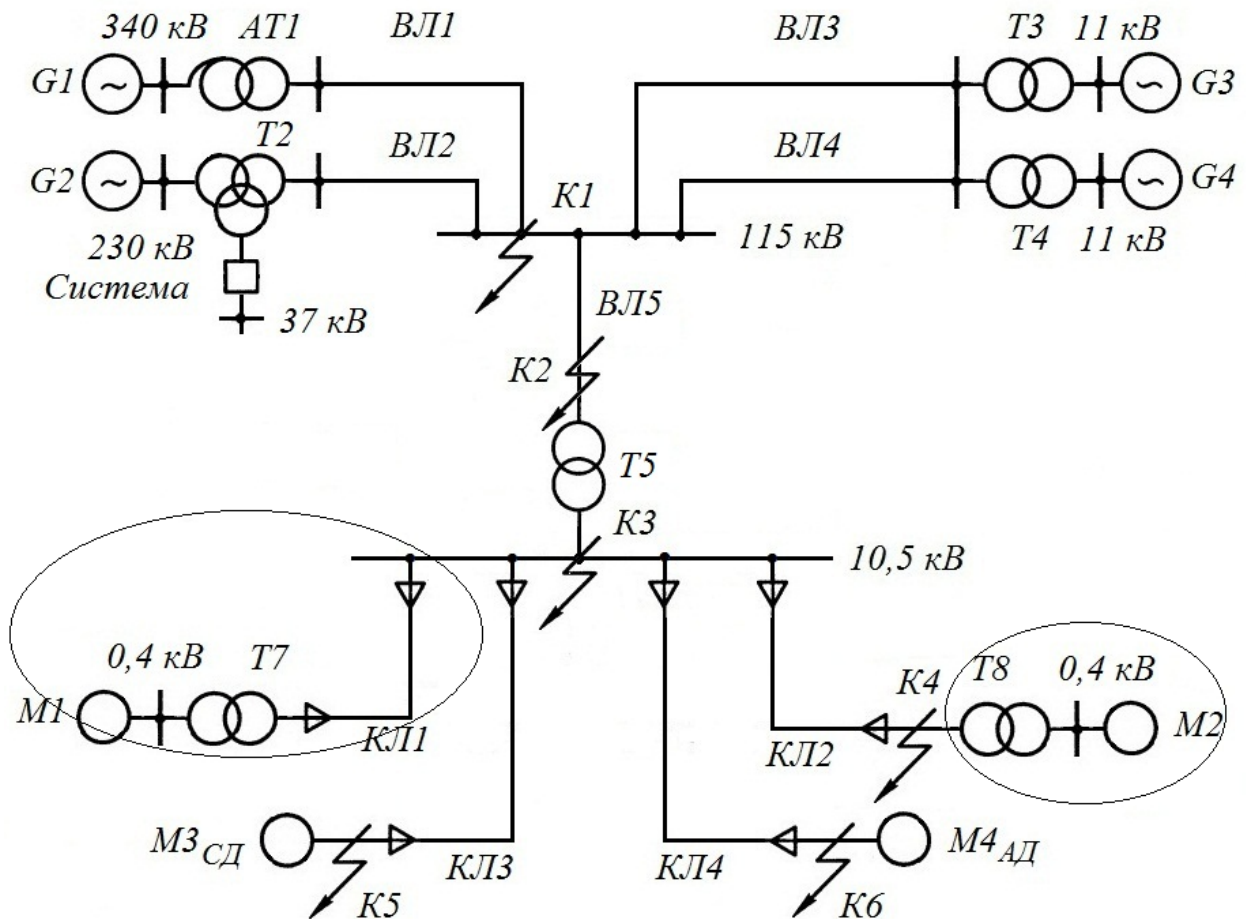 340 кВ АТ1 ВЛ1 ВЛ3 Т3 11 кВ
G1 ~ ~ G3
Т2 ВЛ2 ВЛ4
G2 ~ ~ G4
К1
230 кВ 115 кВ Т4 11 кВ
Система
37 кВ
ВЛ5
К2
Т5
К3
10,5 кВ
0,4 кВ Т7 Т8 0,4 кВ
К4
М1 М2
КЛ1 КЛ2
М3 СД М4 АД
КЛ3 КЛ4
К5 К6